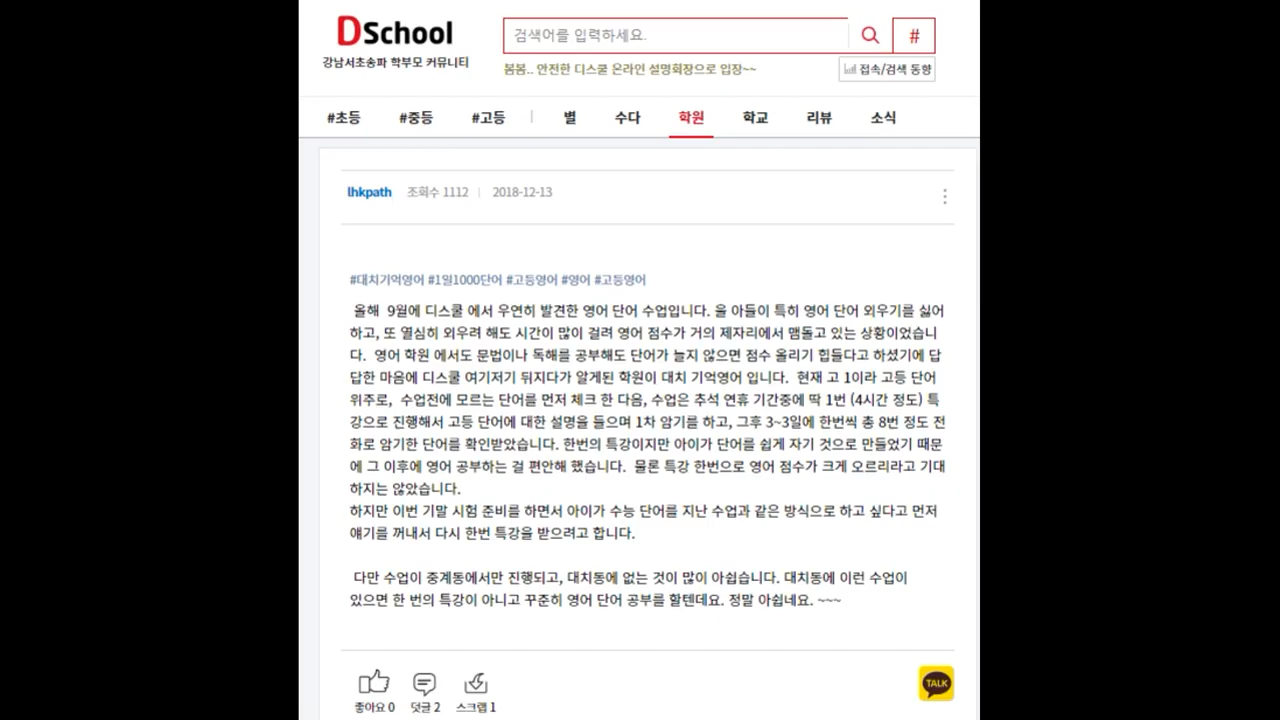 DSchool
강남서초송파 학부모 커뮤니티
검색어를 입력하세요.
#
봄봄.. 안전한 디스쿨 온라인 설명회장으로 입장~~
접속/검색 동향
#초등 #중등 #고등 | 별 수다 학원 학교 리뷰 소식
lhkpath 조회수 1112 | 2018-12-13
#대치기억영어 #1일1000단어 #고등영어 #영어 #고등영어
올해 9월에 디스쿨 에서 우연히 발견한 영어 단어 수업입니다. 울 아들이 특히 영어 단어 외우기를 싫어
하고, 또 열심히 외우려 해도 시간이 많이 걸려 영어 점수가 거의 제자리에서 맴돌고 있는 상황이었습니
다. 영어 학원 에서도 문법이나 독해를 공부해도 단어가 늘지 않으면 점수 올리기 힘들다고 하셨기에 답
답한 마음에 디스쿨 여기저기 뒤지다가 알게된 학원이 대치 기억영어 입니다. 현재 고 1이라 고등 단어
위주로, 수업전에 모르는 단어를 먼저 체크 한 다음, 수업은 추석 연휴 기간중에 딱 1번 (4시간 정도) 특
강으로 진행해서 고등 단어에 대한 설명을 들으며 1차 암기를 하고, 그후 3~3일에 한번씩 총 8번 정도 전
화로 암기한 단어를 확인받았습니다. 한번의 특강이지만 아이가 단어를 쉽게 자기 것으로 만들었기 때문
에 그 이후에 영어 공부하는 걸 편안해 했습니다. 물론 특강 한번으로 영어 점수가 크게 오르리라고 기대
하지는 않았습니다.
하지만 이번 기말 시험 준비를 하면서 아이가 수능 단어를 지난 수업과 같은 방식으로 하고 싶다고 먼저
얘기를 꺼내서 다시 한번 특강을 받으려고 합니다.
다만 수업이 중계동에서만 진행되고, 대치동에 없는 것이 많이 아쉽습니다. 대치동에 이런 수업이
있으면 한 번의 특강이 아니고 꾸준히 영어 단어 공부를 할텐데요. 정말 아쉽네요. ~~~
좋아요 0 댓글 2 스크랩 1
TALK